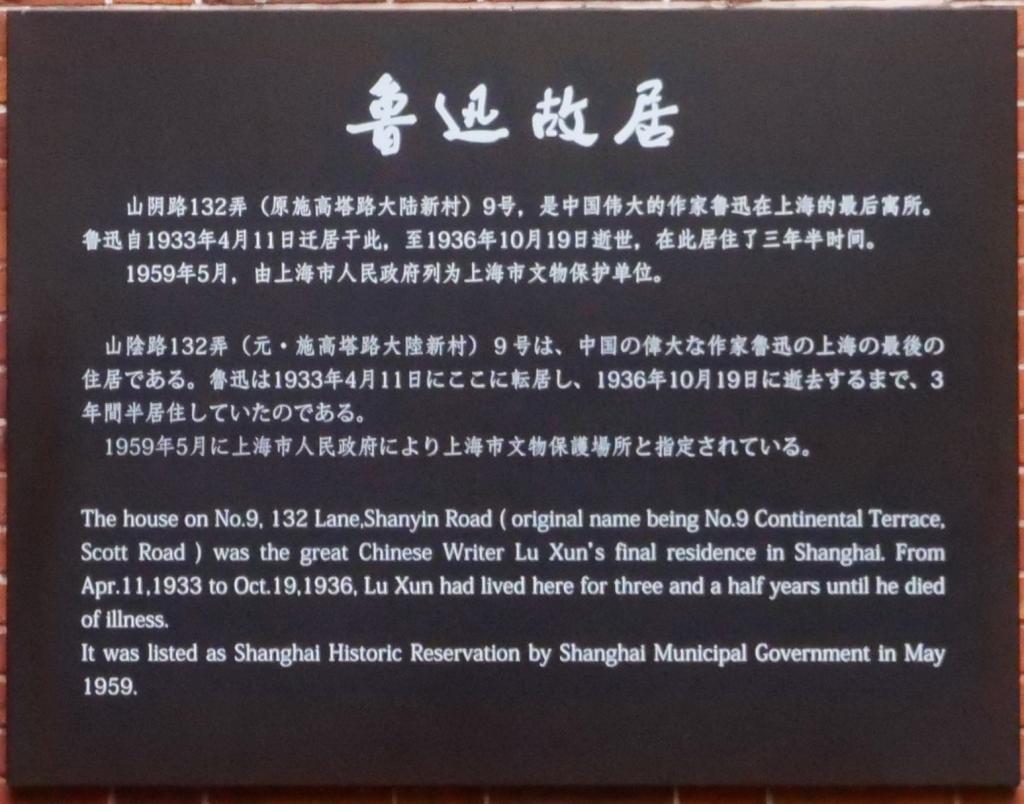 鲁迅故居
山阴路132弄（原施高塔路大陆新村）9号，是中国伟大的作家鲁迅在上海的最后寓所。
鲁迅自1933年4月11日迁居于此，至1936年10月19日逝世，在此居住了三年半时间。
1959年5月，由上海市人民政府列为上海市文物保护单位。
山陰路132弄（元・施高塔路大陸新村）９号は、中国の偉大な作家魯迅の上海の最後の
住居である。魯迅は1933年4月11日にここに転居し、1936年10月19日に逝去するまで、3
年間半居住していたのである。
1959年5月に上海市人民政府により上海市文物保護場所と指定されている。
The house on No.9, 132 Lane,Shanyin Road ( original name being No.9 Continental Terrace,
Scott Road ) was the great Chinese Writer Lu Xun's final residence in Shanghai. From
Apr.11,1933 to Oct.19,1936, Lu Xun had lived here for three and a half years until he died
of illness.
It was listed as Shanghai Historic Reservation by Shanghai Municipal Government in May
1959.